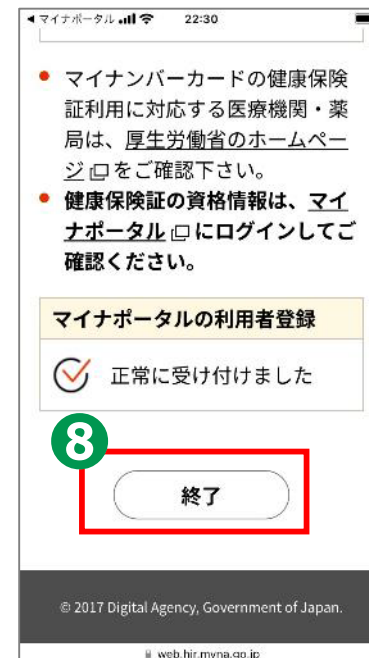 マイナポータル 22:30
マイナンバーカードの健康保険
証利用に対応する医療機関・薬
局は、厚生労働省のホームペー
ジをご確認下さい。
健康保険証の資格情報は、マイ
ナポータルにログインしてご
確認ください。
マイナポータルの利用者登録
正常に受け付けました
8
終了
© 2017 Digital Agency, Government of Japan.
web.hir.myna.go.jp